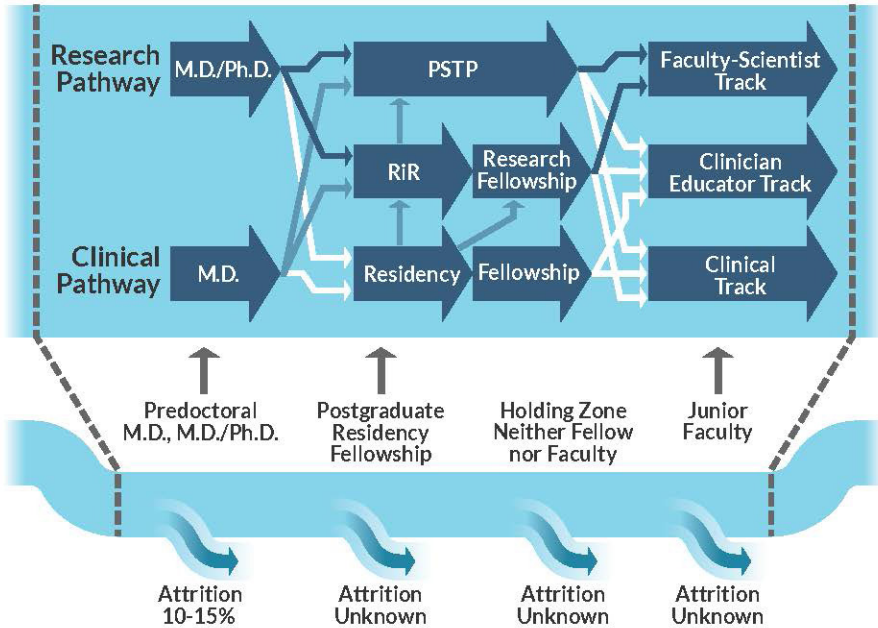 Research
Pathway
M.D./Ph.D.
PSTP
Faculty-Scientist
Track
RiR
Research
Fellowship
Clinician
Educator Track
Clinical
Pathway
M.D.
Residency
Fellowship
Clinical
Track
Predoctoral
M.D., M.D./Ph.D.
Postgraduate
Residency
Fellowship
Holding Zone
Neither Fellow
nor Faculty
Junior
Faculty
Attrition
10-15%
Attrition
Unknown
Attrition
Unknown
Attrition
Unknown